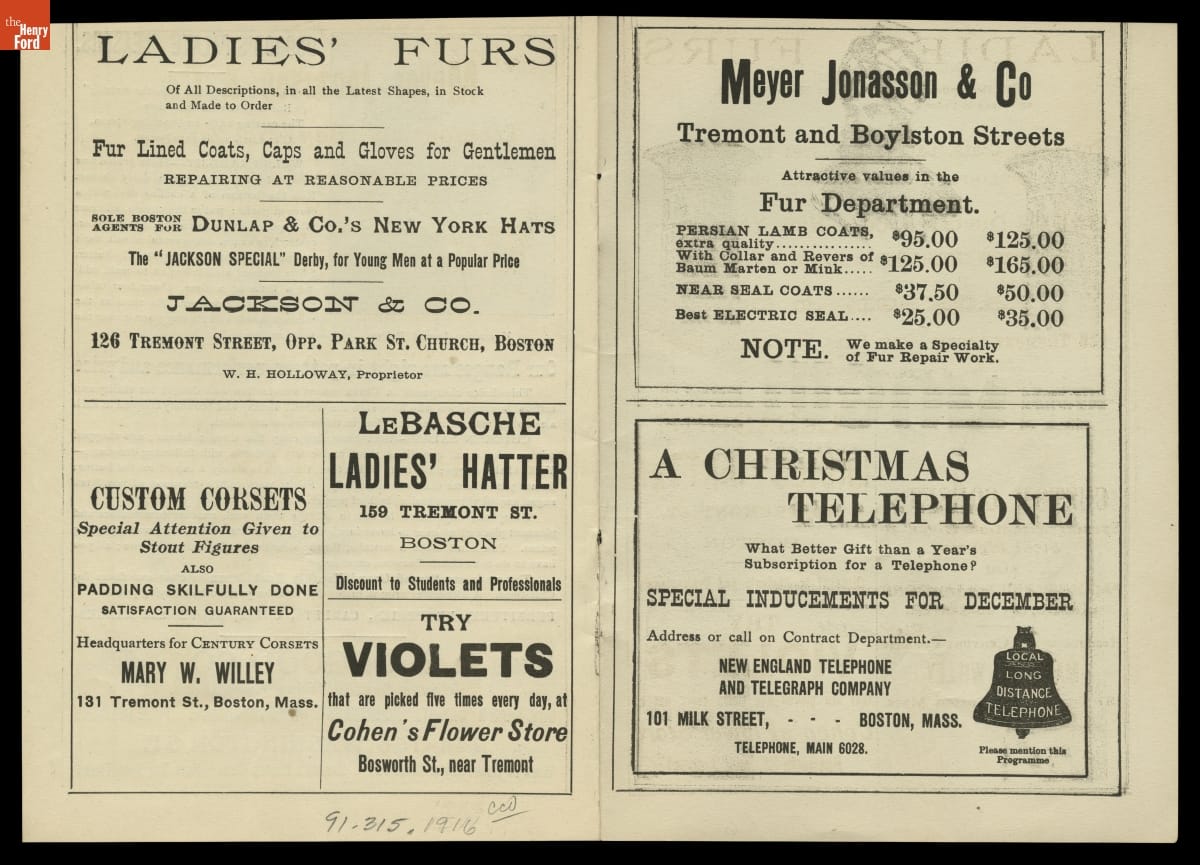 the
Henry
Ford
LADIES' FURS
Of All Descriptions, in all the Latest Shapes, in Stock
and Made to Order
Fur Lined Coats, Caps and Gloves for Gentlemen
REPAIRING AT REASONABLE PRICES
SOLE BOSTON
AGENTS FOR DUNLAP & CO.'S NEW YORK HATS
The "JACKSON SPECIAL" Derby, for Young Men at a Popular Price
JACKSON & CO.
126 TREMONT STREET, OPP. PARK ST. CHURCH, BOSTON
W. H. HOLLOWAY, Proprietor
CUSTOM CORSETS
Special Attention Given to
Stout Figures
ALSO
PADDING SKILFULLY DONE
SATISFACTION GUARANTEED
Headquarters for CENTURY CORSETS
MARY W. WILLEY
131 Tremont St., Boston, Mass.
LEBASCHE
LADIES' HATTER
159 TREMONT ST.
BOSTON
Discount to Students and Professionals
TRY
VIOLETS
that are picked five times every day, at
Cohen's Flower Store
Bosworth St., near Tremont
91-315.1916 ccd
Meyer Jonasson & Co
Tremont and Boylston Streets
Attractive values in the
Fur Department.
PERSIAN LAMB COATS,
extra quality................ $95.00 $125.00
With Collar and Revers of
Baum Marten or Mink..... $125.00 $165.00
NEAR SEAL COATS...... $37.50 $50.00
Best ELECTRIC SEAL.... $25.00 $35.00
NOTE. We make a Specialty
of Fur Repair Work.
A CHRISTMAS
TELEPHONE
What Better Gift than a Year's
Subscription for a Telephone?
SPECIAL INDUCEMENTS FOR DECEMBER
Address or call on Contract Department.—
NEW ENGLAND TELEPHONE
AND TELEGRAPH COMPANY
101 MILK STREET, - - - BOSTON, MASS.
TELEPHONE, MAIN 6028.
LOCAL
LONG
DISTANCE
TELEPHONE
Please mention this
Programme